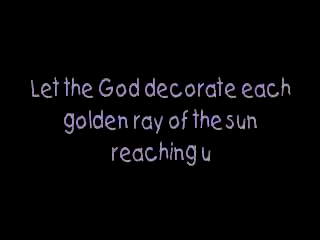 Let the God decorate each
golden ray of the sun
reaching u